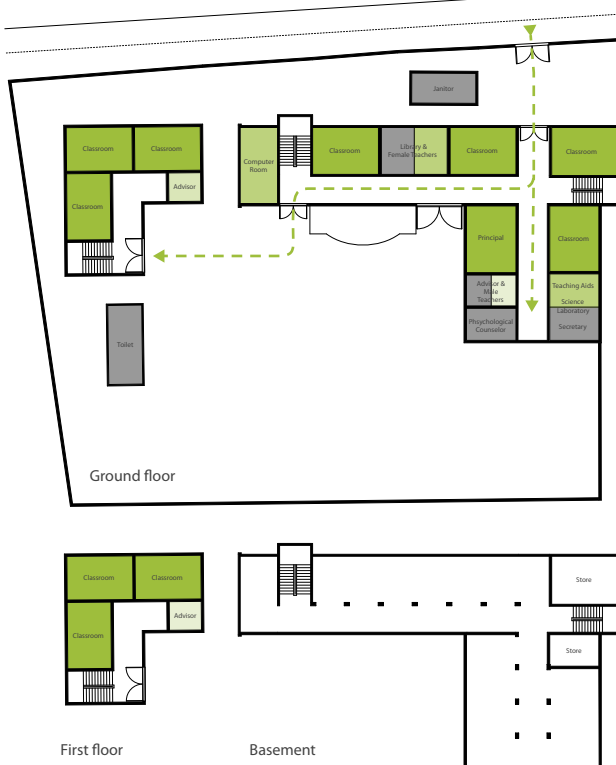 Janitor
Classroom
Classroom
Computer
Room
Classroom
Library &
Female Teachers
Classroom
Classroom
Classroom
Advisor
Principal
Classroom
Advisor &
Male
Teachers
Teaching Aids
Science
Laboratory
Phsychological
Counselor
Secretary
Toilet
Ground floor
Classroom
Classroom
Store
Classroom
Advisor
Store
First floor
Basement